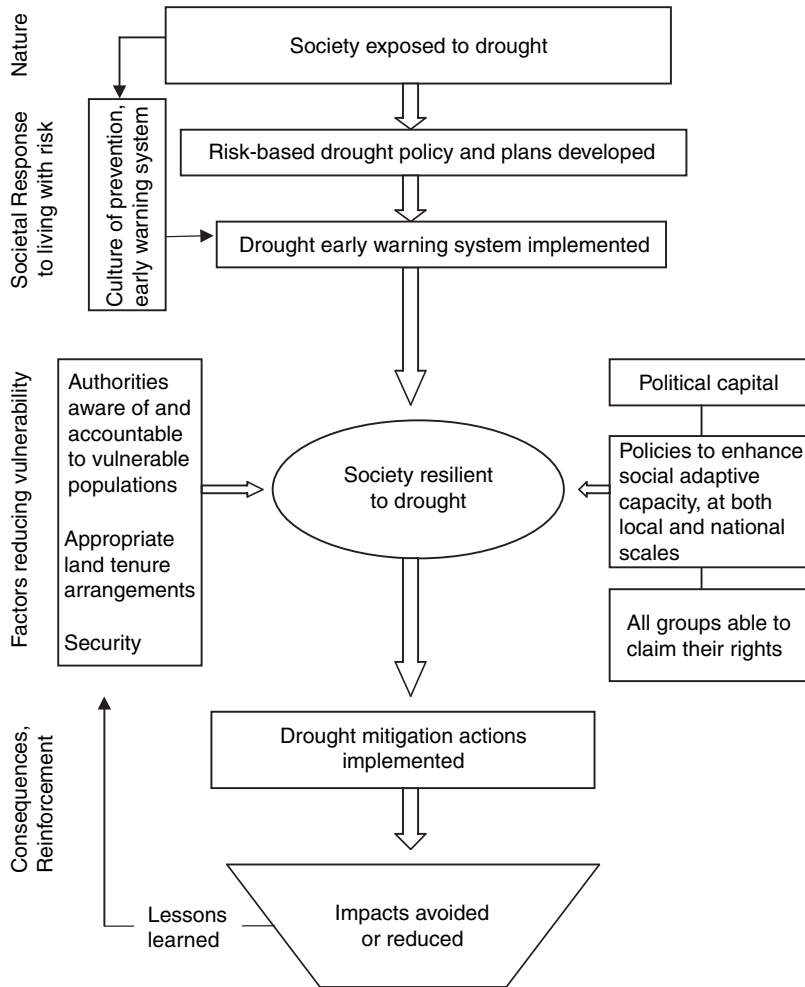 Nature
Society exposed to drought
Societal Response
to living with risk
Culture of prevention,
early warning system
Risk-based drought policy and plans developed
Drought early warning system implemented
Factors reducing vulnerability
Authorities
aware of and
accountable
to vulnerable
populations
Appropriate
land tenure
arrangements
Security
Society resilient
to drought
Political capital
Policies to enhance
social adaptive
capacity, at both
local and national
scales
All groups able to
claim their rights
Consequences,
Reinforcement
Drought mitigation actions
implemented
Lessons
learned
Impacts avoided
or reduced